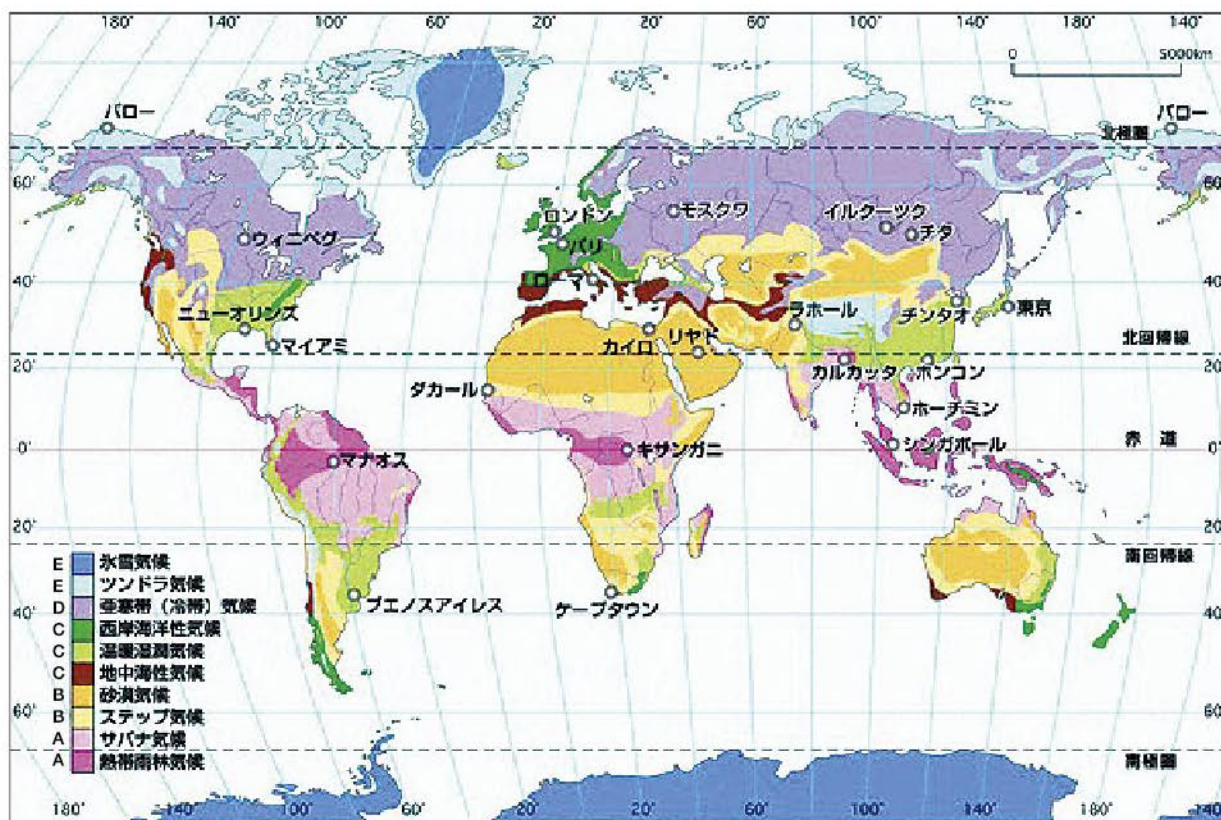 180° 140° 100° 60° 20° 20° 60° 100° 140° 180° 140°
0 5000km
バロー
バロー
北極圏
60° 60°
モスクワ
イルクーツク
ロンドン
チタ
ウィニペグ
パリ
ローマ
40° 40°
ニューオリンズ
ラホール
チンタオ
東京
マイアミ
カイロ
リヤド
北回帰線
20° 20°
カルカッタ
ホンコン
ダカール
ホーチミン
シンガポール
赤道
0° 0°
キサンガニ
マナオス
20° 20°
南回帰線
E 氷雪気候
E ツンドラ気候
D 亜寒帯(冷帯)気候
ブエノスアイレス
ケープタウン
40° 40°
C 西岸海洋性気候
C 温暖湿潤気候
C 地中海性気候
B 砂漠気候
60° 60°
B ステップ気候
A サバナ気候
A 熱帯雨林気候
南極圏
180° 140° 100° 60° 20° 20° 60° 100° 140° 180° 140°